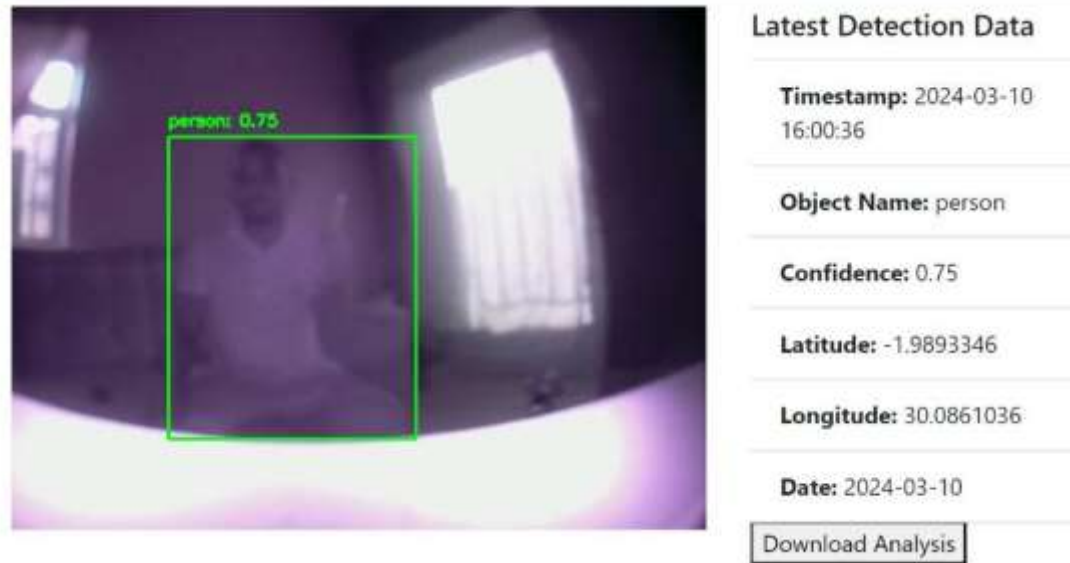 person: 0.75
Latest Detection Data
Timestamp: 2024-03-10
16:00:36
Object Name: person
Confidence: 0.75
Latitude: -1.9893346
Longitude: 30.0861036
Date: 2024-03-10
Download Analysis